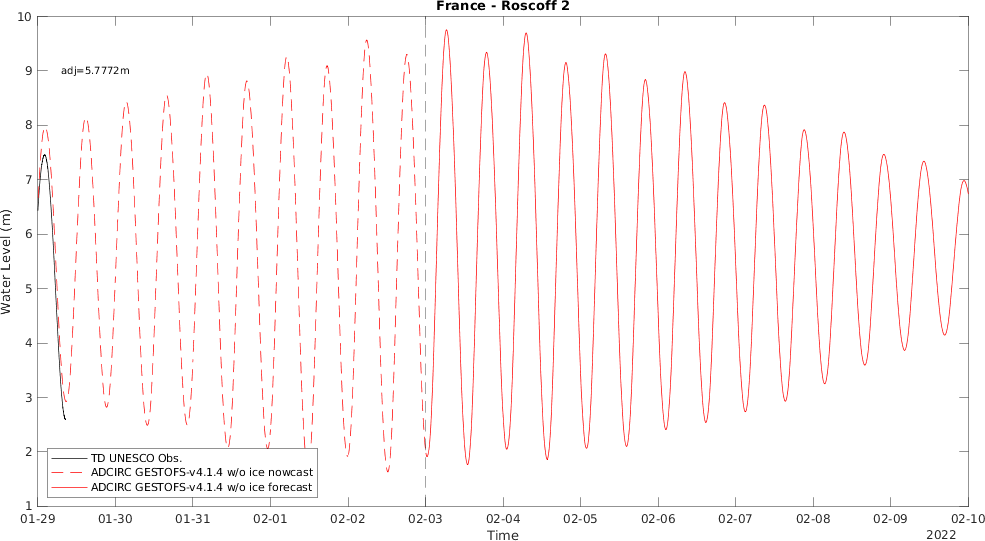 France - Roscoff 2
10
9
8
7
6
5
4
3
2
1
Water Level (m)
adj=5.7772m
TD UNESCO Obs.
ADCIRC GESTOFS-v4.1.4 w/o ice nowcast
ADCIRC GESTOFS-v4.1.4 w/o ice forecast
01-29 01-30 01-31 02-01 02-02 02-03 02-04 02-05 02-06 02-07 02-08 02-09 02-10
Time
2022